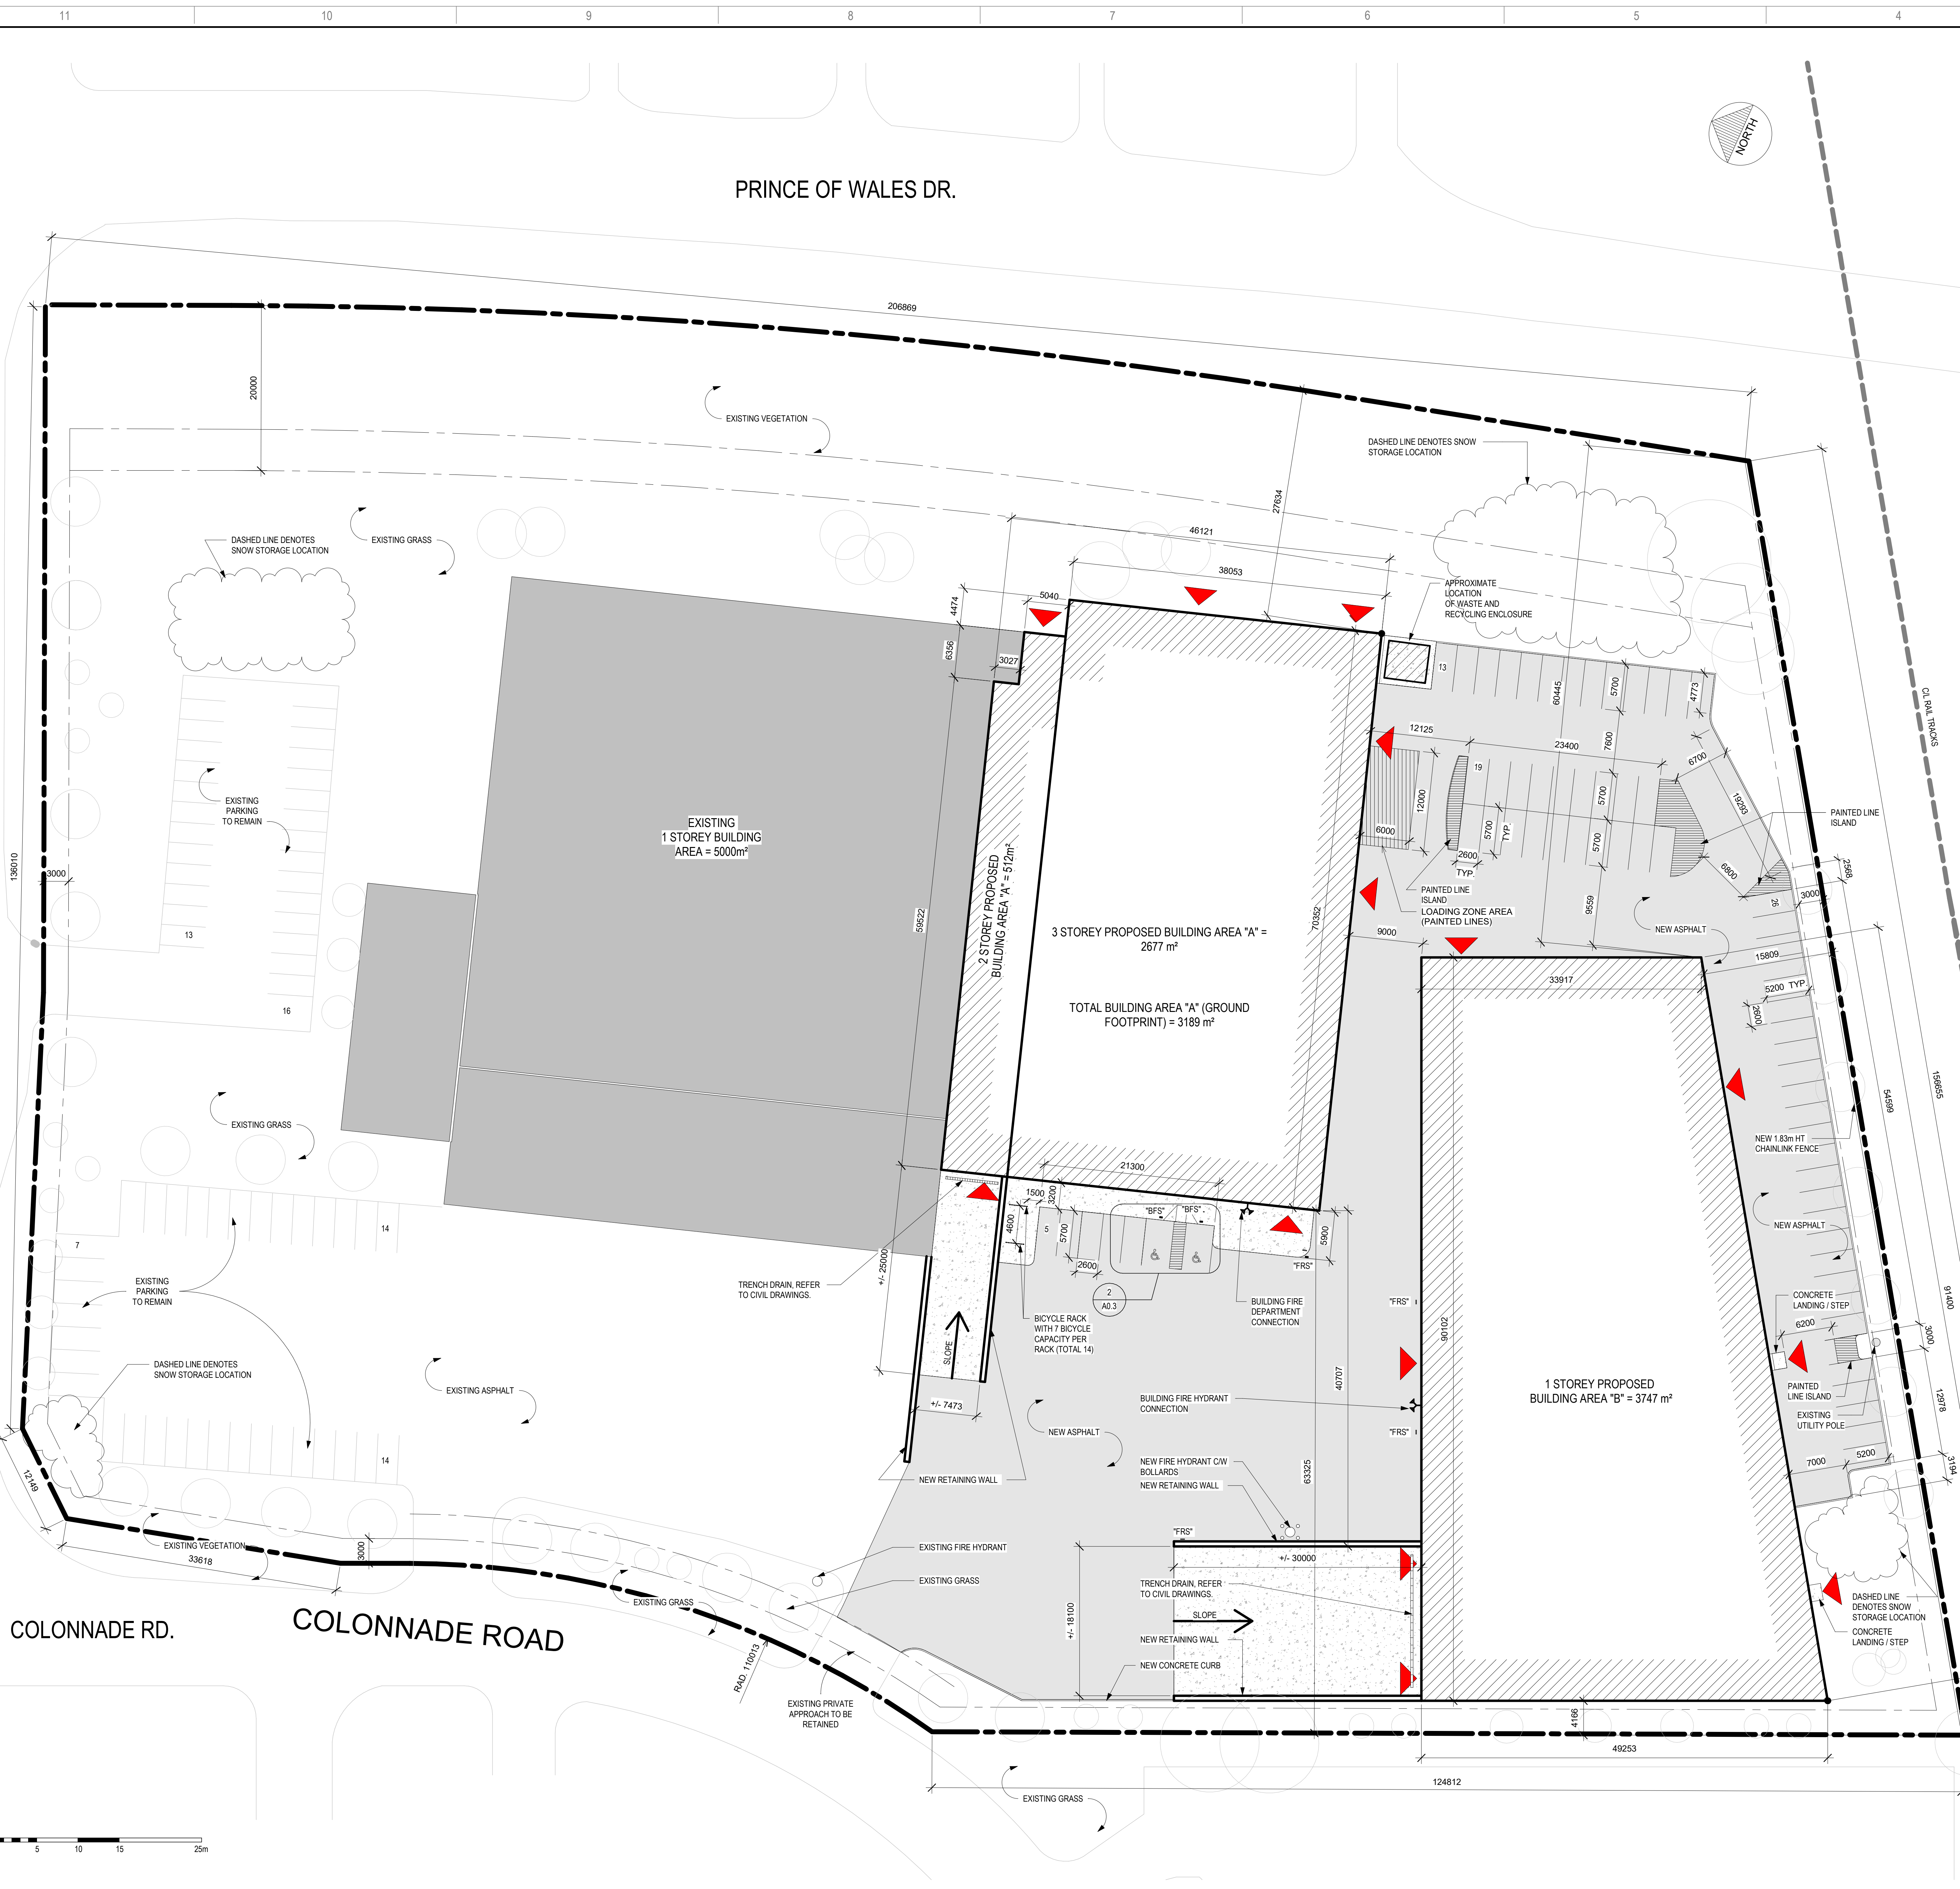 11
10
9
8
7
6
5
4
NORTH
PRINCE OF WALES DR.
206869
20000
136010
3000
EXISTING VEGETATION
27634
DASHED LINE DENOTES SNOW
STORAGE LOCATION
C/L RAIL TRACKS
DASHED LINE DENOTES
SNOW STORAGE LOCATION
EXISTING GRASS
46121
38053
5040
4474
6356
3027
APPROXIMATE
LOCATION
OF WASTE AND
RECYCLING ENCLOSURE
13
60445
5700
4773
12125
23400
7600
6700
19
12000
6000
5700
TYP.
2600
TYP.
5700
5700
19293
PAINTED LINE
ISLAND
6800
2568
3000
26
9559
PAINTED LINE
ISLAND
LOADING ZONE AREA
(PAINTED LINES)
NEW ASPHALT
15809
5200 TYP.
2600
EXISTING
PARKING
TO REMAIN
13
16
EXISTING
1 STOREY BUILDING
AREA = 5000m²
59522
2 STOREY PROPOSED
BUILDING AREA "A" = 512m²
3 STOREY PROPOSED BUILDING AREA "A" =
2677 m²
TOTAL BUILDING AREA "A" (GROUND
FOOTPRINT) = 3189 m²
70352
9000
33917
156655
54599
NEW 1.83m HT
CHAINLINK FENCE
NEW ASPHALT
91400
EXISTING GRASS
21300
1500
3200
4600
5
5700
2600
"BFS"
"BFS"
5900
"FRS"
+/- 25000
TRENCH DRAIN, REFER
TO CIVIL DRAWINGS.
2
A0.3
BICYCLE RACK
WITH 7 BICYCLE
CAPACITY PER
RACK (TOTAL 14)
BUILDING FIRE
DEPARTMENT
CONNECTION
"FRS"
SLOPE
+/- 7473
14
7
EXISTING
PARKING
TO REMAIN
DASHED LINE DENOTES
SNOW STORAGE LOCATION
EXISTING ASPHALT
14
90102
40707
63325
BUILDING FIRE HYDRANT
CONNECTION
"FRS"
1 STOREY PROPOSED
BUILDING AREA "B" = 3747 m²
CONCRETE
LANDING / STEP
6200
3000
PAINTED
LINE ISLAND
EXISTING
UTILITY POLE
12978
7000
5200
3194
NEW ASPHALT
NEW RETAINING WALL
NEW FIRE HYDRANT C/W
BOLLARDS
NEW RETAINING WALL
"FRS"
12149
EXISTING VEGETATION
33618
3000
EXISTING FIRE HYDRANT
EXISTING GRASS
EXISTING GRASS
+/- 30000
TRENCH DRAIN, REFER
TO CIVIL DRAWINGS.
SLOPE
+/- 18100
NEW RETAINING WALL
NEW CONCRETE CURB
DASHED LINE
DENOTES SNOW
STORAGE LOCATION
CONCRETE
LANDING / STEP
COLONNADE RD.
COLONNADE ROAD
RAD. 110013
EXISTING PRIVATE
APPROACH TO BE
RETAINED
4166
49253
124812
EXISTING GRASS
5
10
15
25m